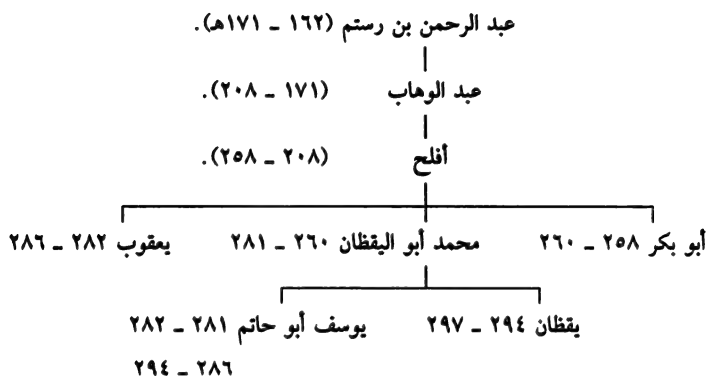 عبد الرحمن بن رستم (١٦٢ ـ ١٧١هـ).
عبد الوهاب (١٧١ ـ ٢٠٨).
أفلح (٢٠٨ ـ ٢٥٨).
أبو بكر ٢٥٨ ـ ٢٦٠ محمد أبو اليقظان ٢٦٠ ـ ٢٨١ يعقوب ٢٨٢ ـ ٢٨٦
يقظان ٢٩٤ ـ ٢٩٧ يوسف أبو حاتم ٢٨١ ـ ٢٨٢
٢٨٦ ـ ٢٩٤